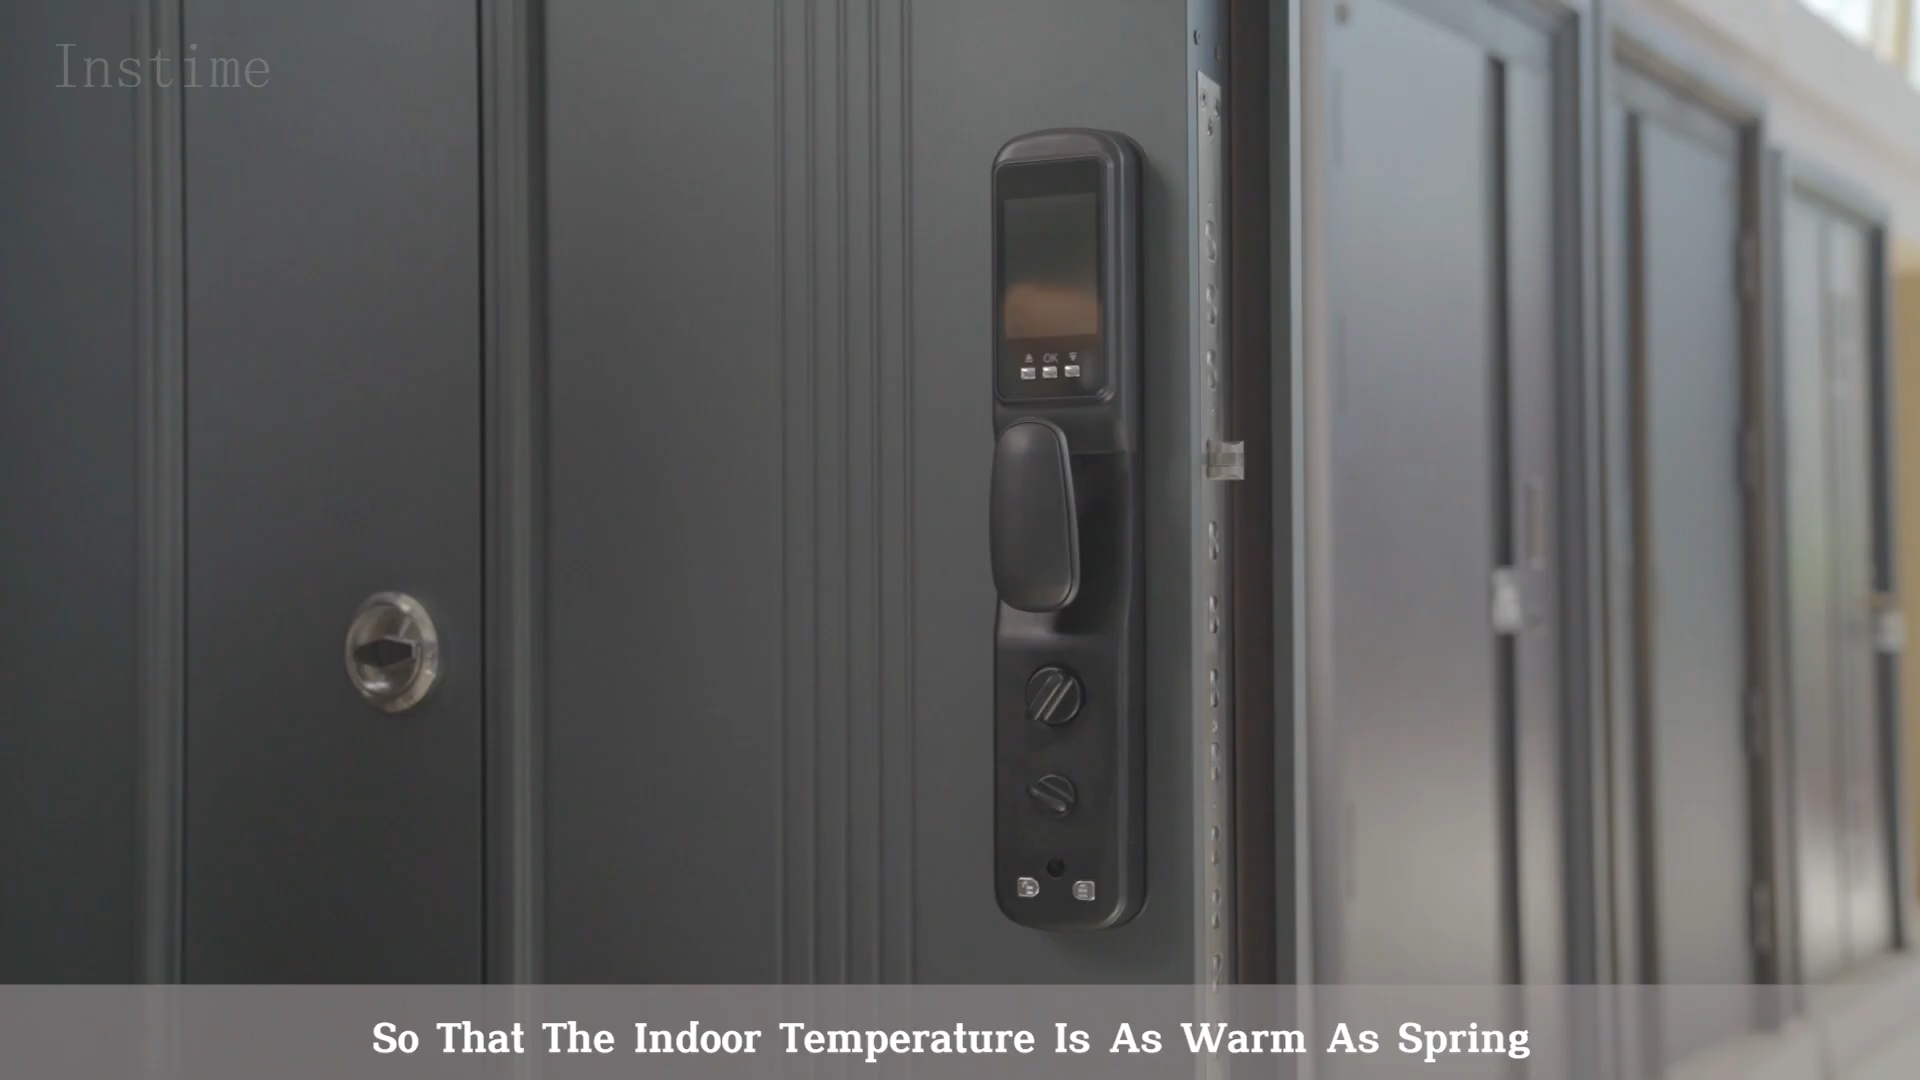 Instime
OK
So That The Indoor Temperature Is As Warm As Spring